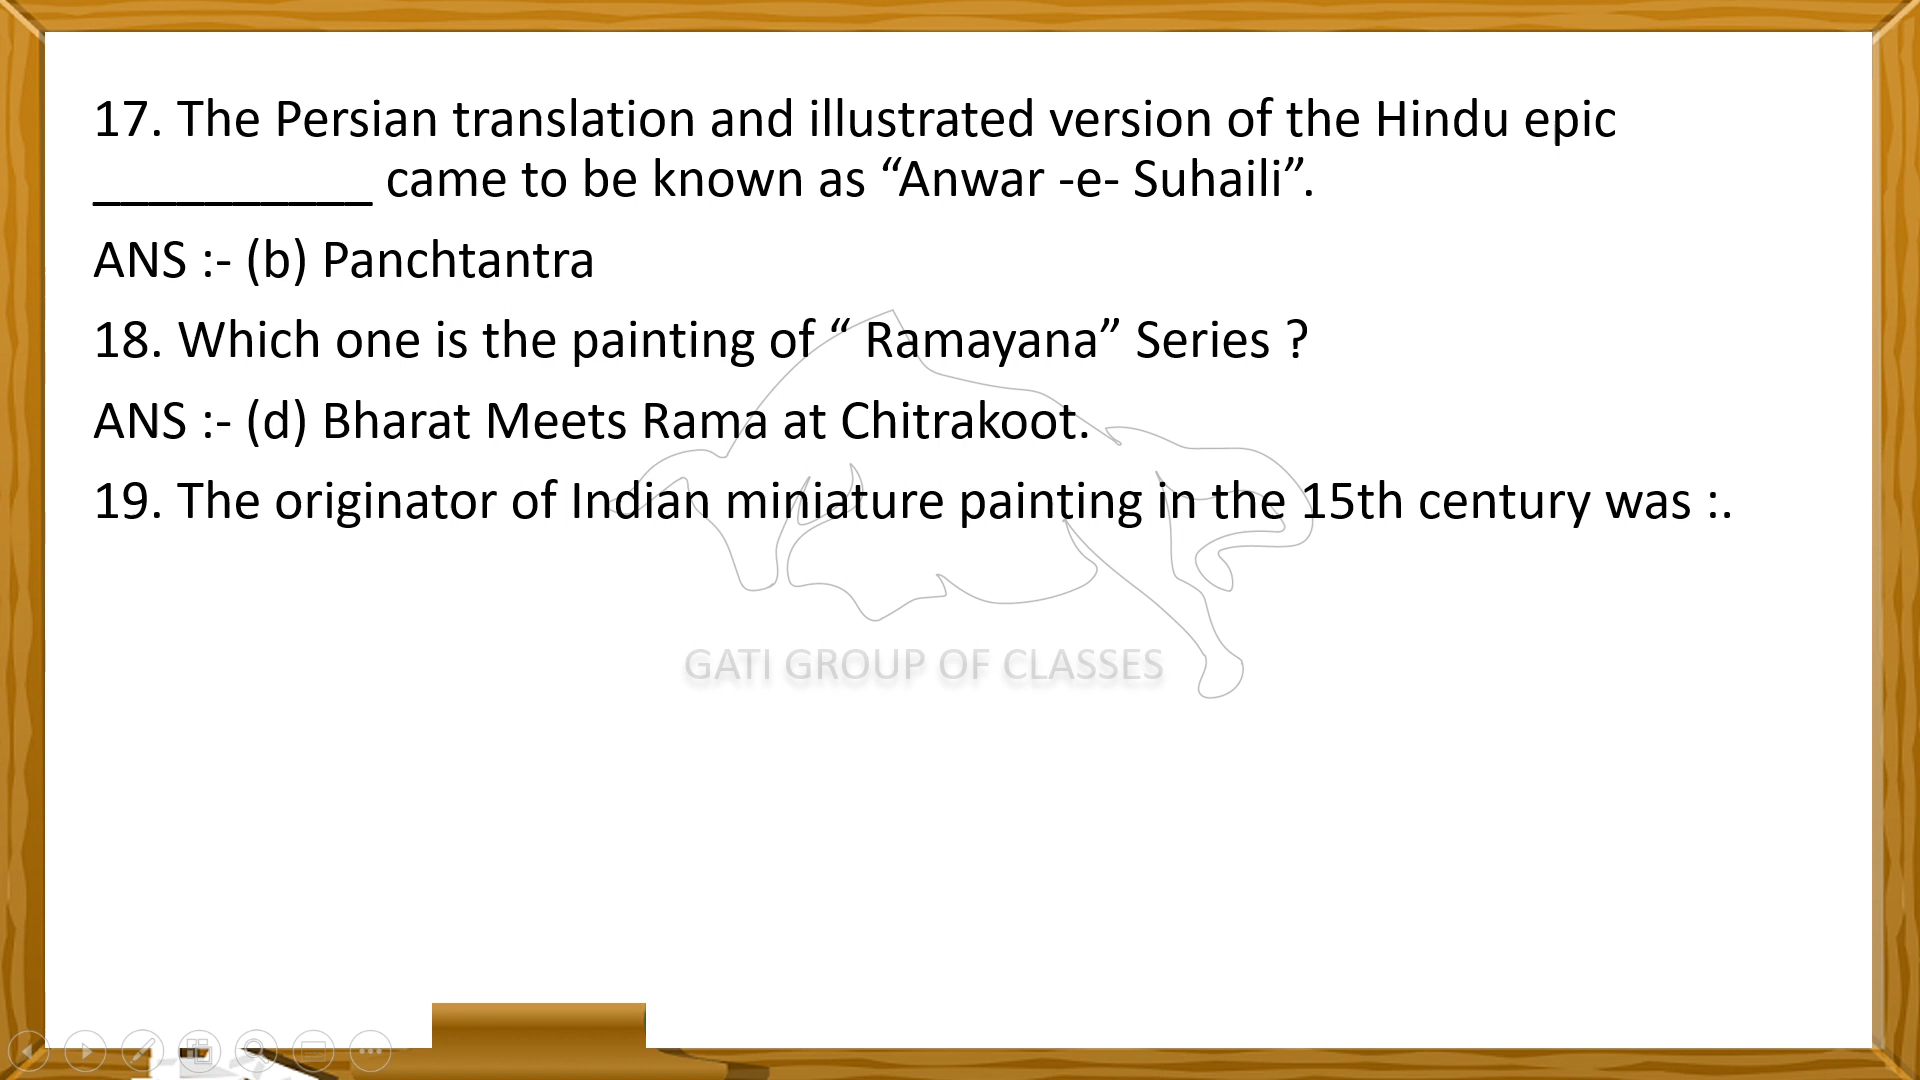 17. The Persian translation and illustrated version of the Hindu epic
__________ came to be known as “Anwar -e- Suhaili”.
ANS :- (b) Panchtantra
18. Which one is the painting of “ Ramayana” Series ?
ANS :- (d) Bharat Meets Rama at Chitrakoot.
19. The originator of Indian miniature painting in the 15th century was :.
GATI GROUP OF CLASSES